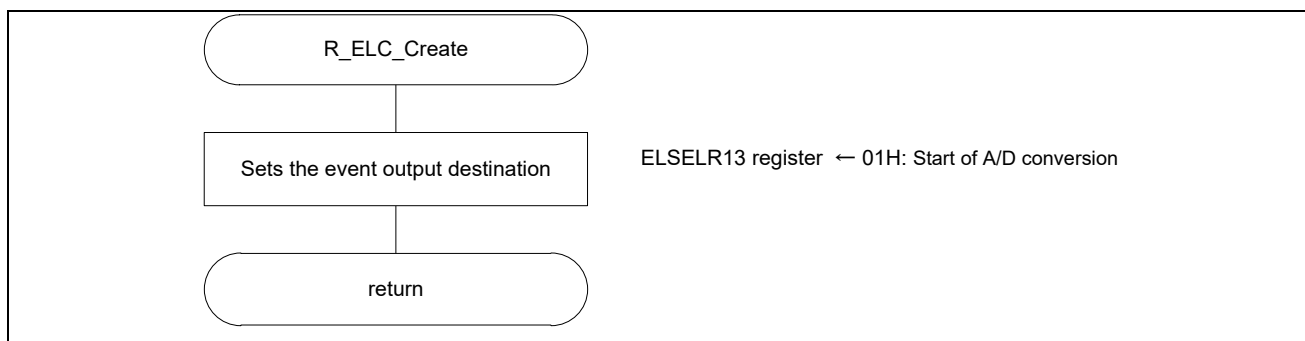 R_ELC_Create
Sets the event output destination
ELSELR13 register ← 01H: Start of A/D conversion
return